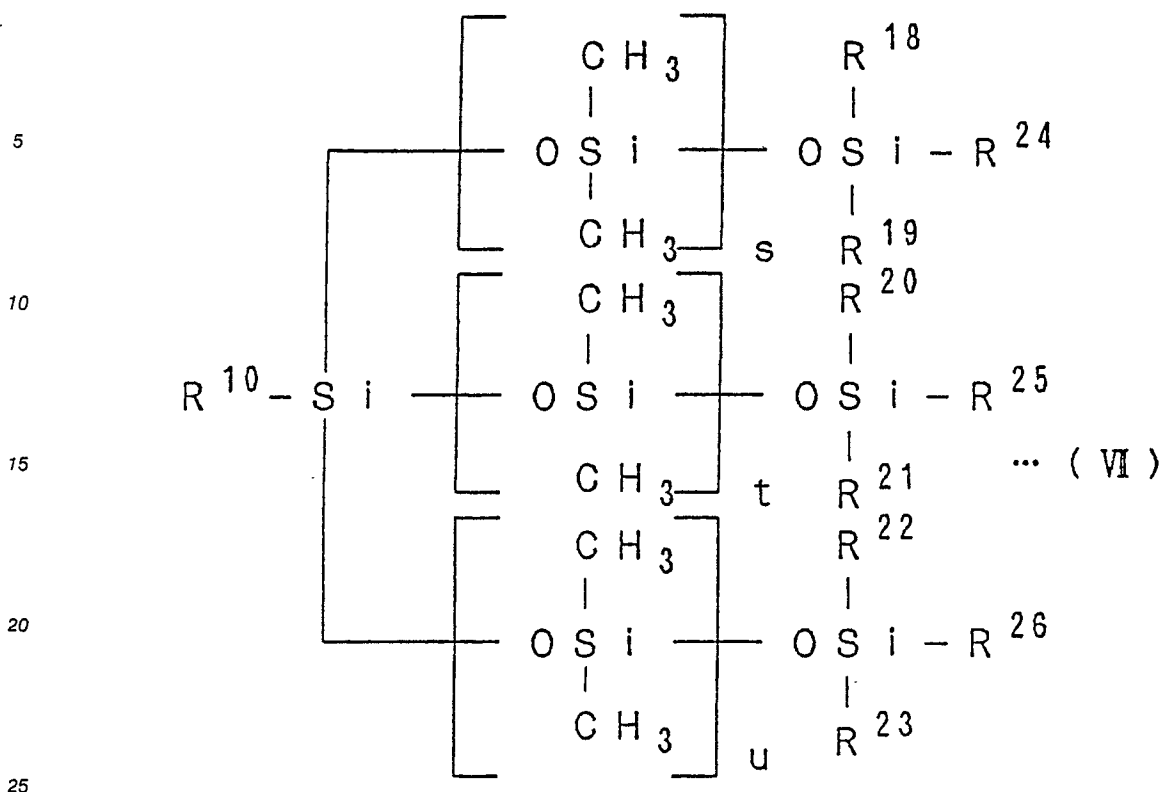 CH3 R18
5 OSi OSi-R24
CH3 s R19
10 CH3 R20
R10-Si OSi OSi-R25
15 CH3 t R21 … (Ⅶ)
CH3 R22
20 OSi OSi-R26
CH3 u R23
25